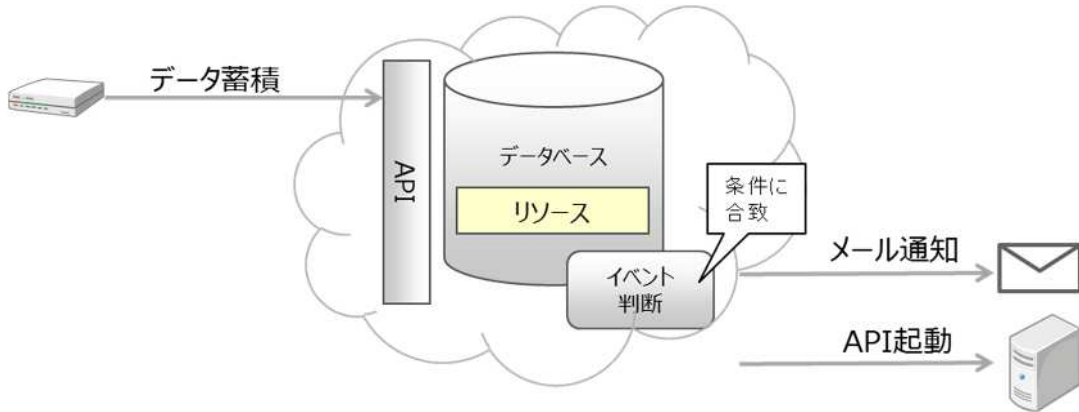 データ蓄積
API
データベース
リソース
条件に
合致
イベント
判断
メール通知
API起動